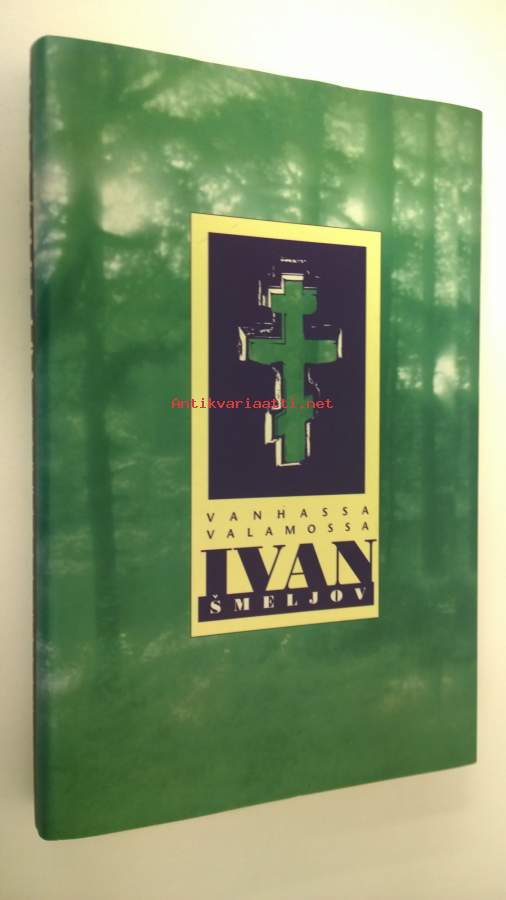 Antikvariaatti.net
VANHASSA
VALAMOSSA
IVAN
ŠMELJOV